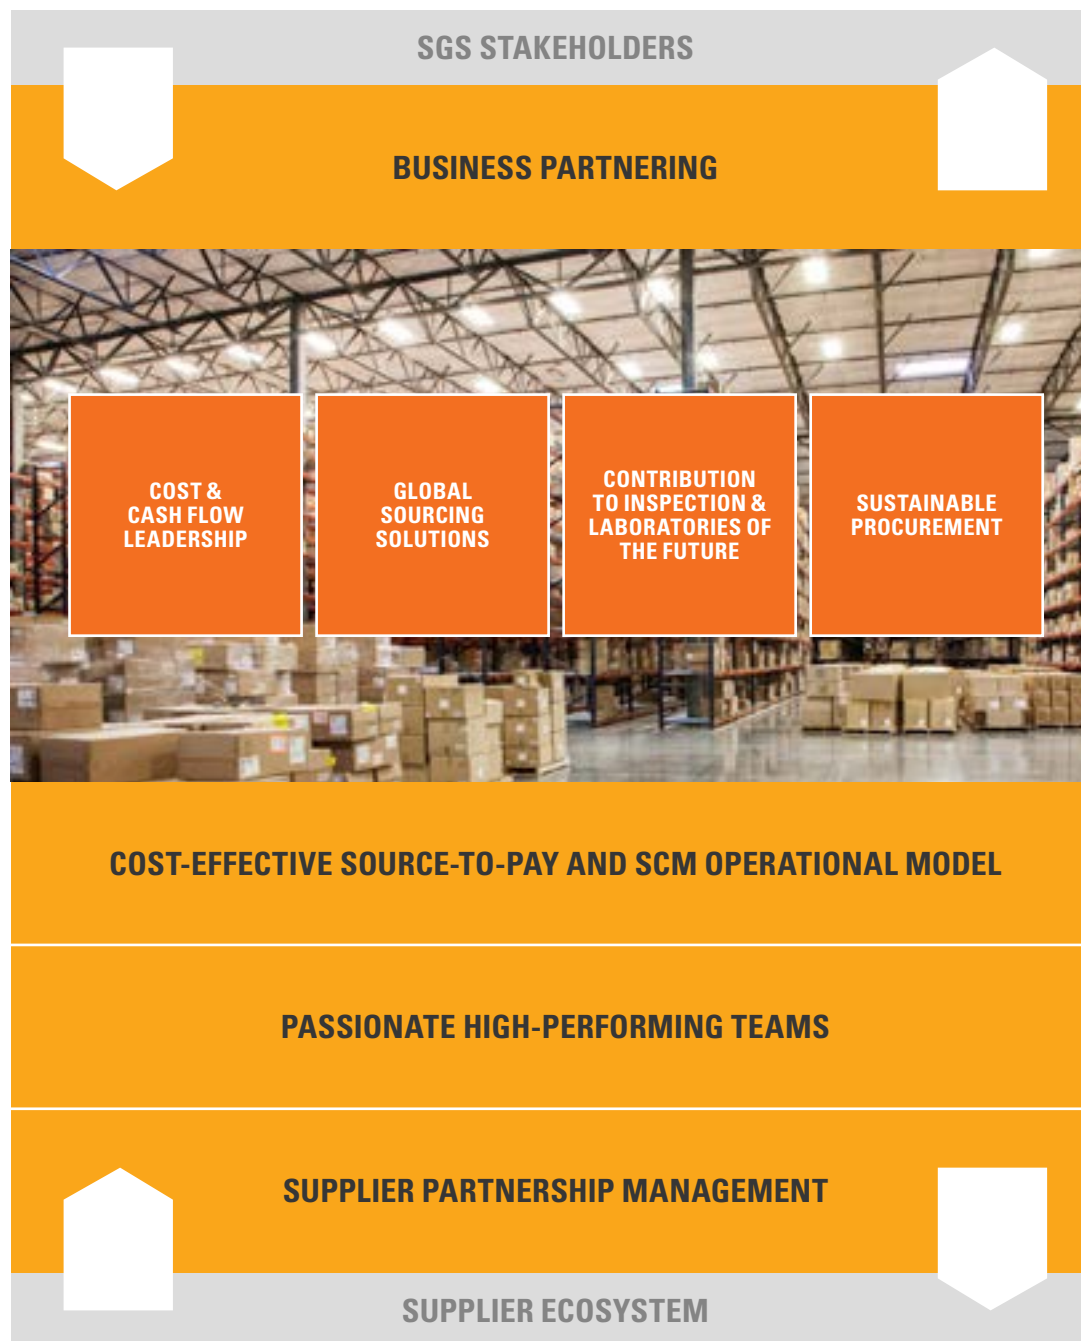 SGS STAKEHOLDERS
BUSINESS PARTNERING
COST &
CASH FLOW
LEADERSHIP
GLOBAL
SOURCING
SOLUTIONS
CONTRIBUTION
TO INSPECTION &
LABORATORIES OF
THE FUTURE
SUSTAINABLE
PROCUREMENT
COST-EFFECTIVE SOURCE-TO-PAY AND SCM OPERATIONAL MODEL
PASSIONATE HIGH-PERFORMING TEAMS
SUPPLIER PARTNERSHIP MANAGEMENT
SUPPLIER ECOSYSTEM